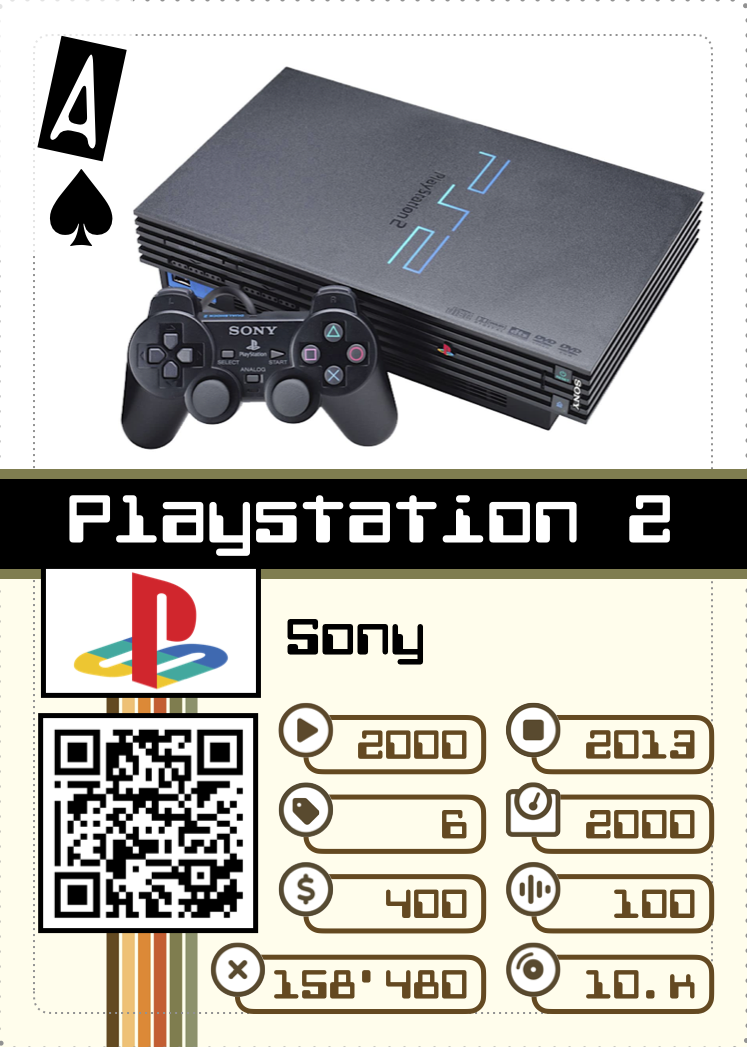 A
PlayStation 2
PS2
L
R
SONY
PlayStation
SELECT
START
ANALOG
SONY
Playstation 2
Sony
2000
2013
6
2000
$
400
100
158'480
10.K